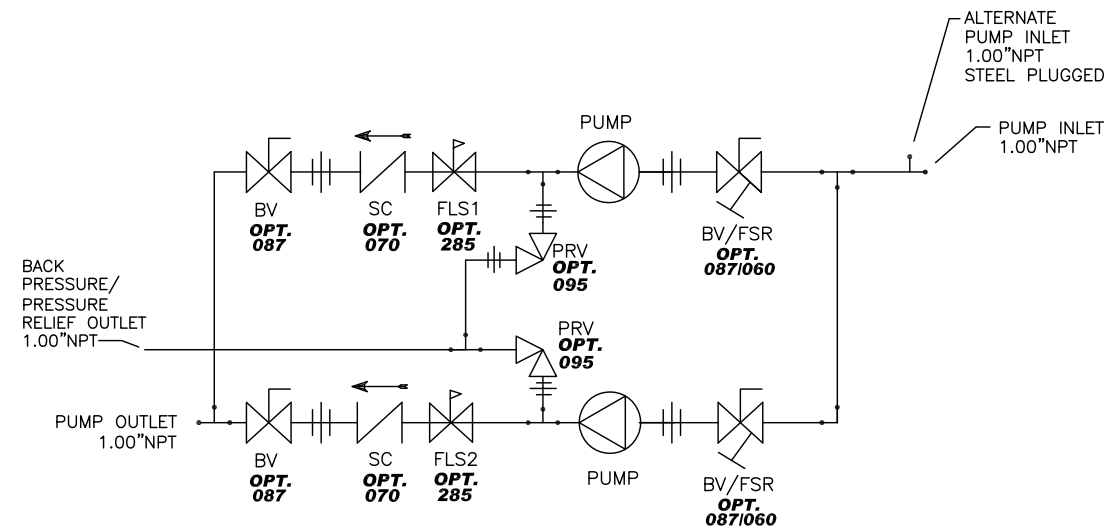 ALTERNATE
PUMP INLET
1.00"NPT
STEEL PLUGGED
PUMP INLET
1.00"NPT
PUMP
BV
OPT.
087
SC
OPT.
070
FLS1
OPT.
285
PRV
OPT.
095
BV/FSR
OPT.
087/060
BACK
PRESSURE/
PRESSURE
RELIEF OUTLET
1.00"NPT
PRV
OPT.
095
PUMP OUTLET
1.00"NPT
BV
OPT.
087
SC
OPT.
070
FLS2
OPT.
285
PUMP
BV/FSR
OPT.
087/060